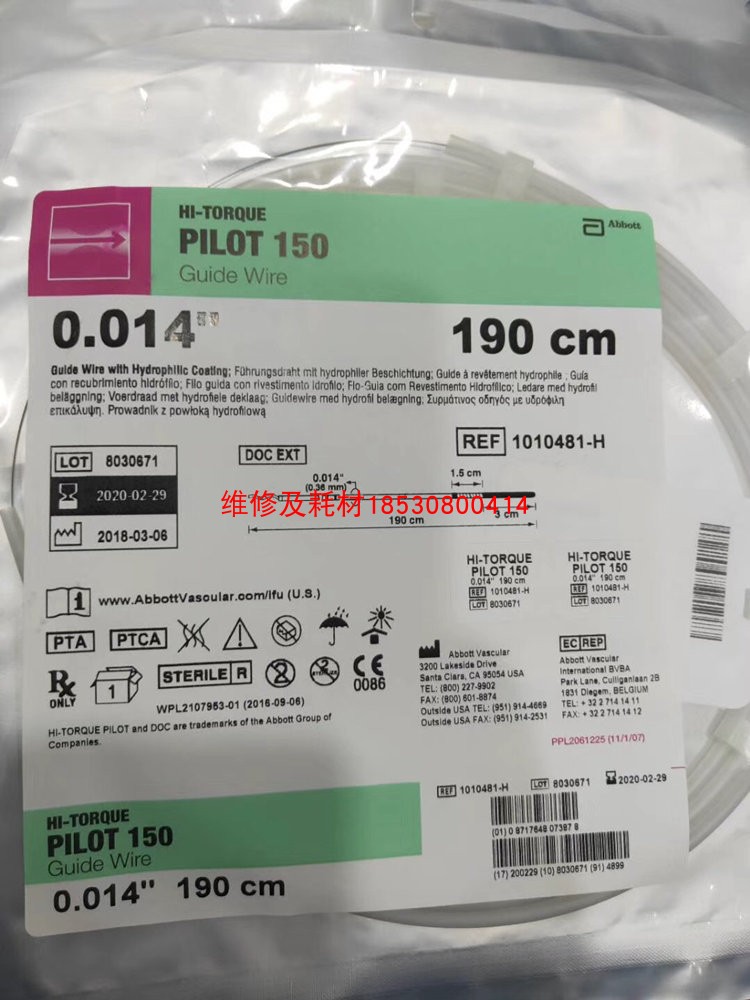 HI-TORQUE
PILOT 150
Guide Wire
Abbott
0.014"
190 cm
Guide Wire with Hydrophilic Coating; Führungsdraht mit hydrophiler Beschichtung; Guide à revêtement hydrophile ; Guía
con recubrimiento hidrófilo; Filo guida con rivestimento idrofilo; Fio-Guia com Revestimento Hidrofílico; Ledare med hydrofil
beläggning; Voerdraad met hydrofiele deklaag; Guidewire med hydrofil belægning; Συρμάτινος οδηγός με υδρόφιλη
επικάλυψη. Prowadnik z powłoką hydrofilową
REF 1010481-H
LOT 8030671
2020-02-29
2018-03-06
DOC EXT
0.014"
(0.36 mm)
1.5 cm
3 cm
190 cm
维修及耗材18530800414
HI-TORQUE
PILOT 150
0.014" 190 cm
REF 1010481-H
LOT 8030671
HI-TORQUE
PILOT 150
0.014" 190 cm
REF 1010481-H
LOT 8030671
i www.AbbottVascular.com/ifu (U.S.)
PTA PTCA
Rx
ONLY
1
STERILE R
2
2
STERILIZE
CE
0086
WPL2107953-01 (2016-09-06)
HI-TORQUE PILOT and DOC are trademarks of the Abbott Group of
Companies.
Abbott Vascular
3200 Lakeside Drive
Santa Clara, CA 95054 USA
TEL: (800) 227-9902
FAX: (800) 601-8874
Outside USA TEL: (951) 914-4669
Outside USA FAX: (951) 914-2531
EC REP
Abbott Vascular
International BVBA
Park Lane, Culliganlaan 2B
1831 Diegem, BELGIUM
TEL: + 32 2 714 14 11
FAX: + 32 2 714 14 12
PPL2061225 (11/1/07)
REF 1010481-H LOT 8030671 2020-02-29
(01) 0 8717648 07387 8
(17) 200229 (10) 8030671 (91) 4899
HI-TORQUE
PILOT 150
Guide Wire
0.014" 190 cm